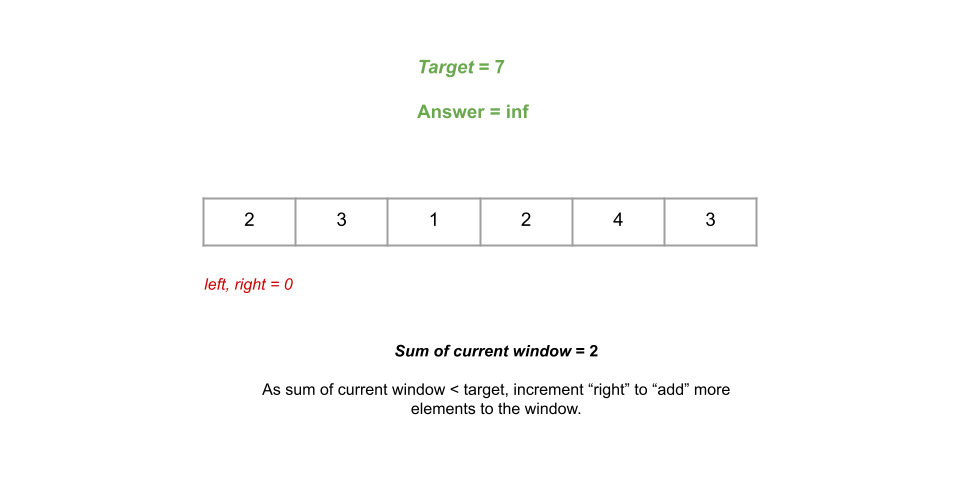 Target = 7
Answer = inf
2 3 1 2 4 3
left, right = 0
Sum of current window = 2
As sum of current window < target, increment “right” to “add” more
elements to the window.